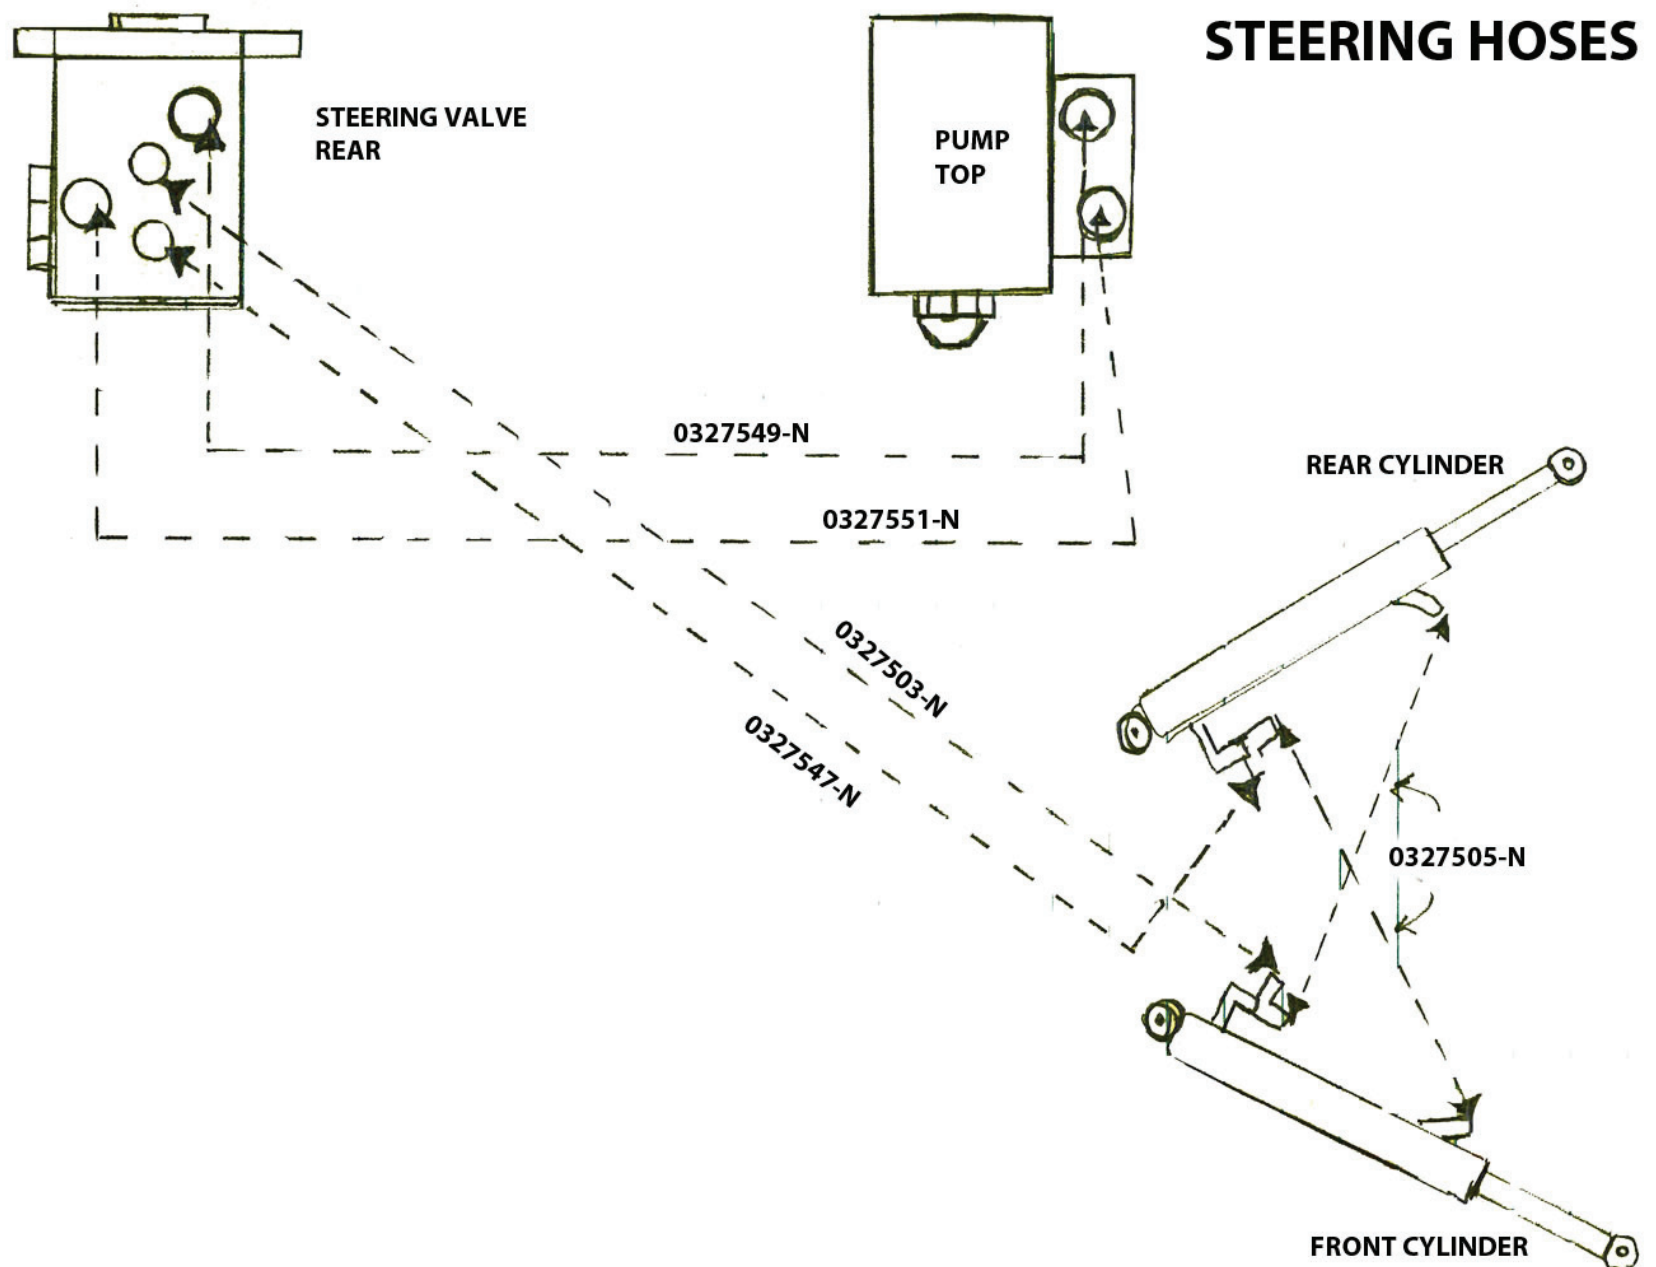 STEERING HOSES
STEERING VALVE
REAR
PUMP
TOP
0327549-N
REAR CYLINDER
0327551-N
0327503-N
0327547-N
0327505-N
FRONT CYLINDER